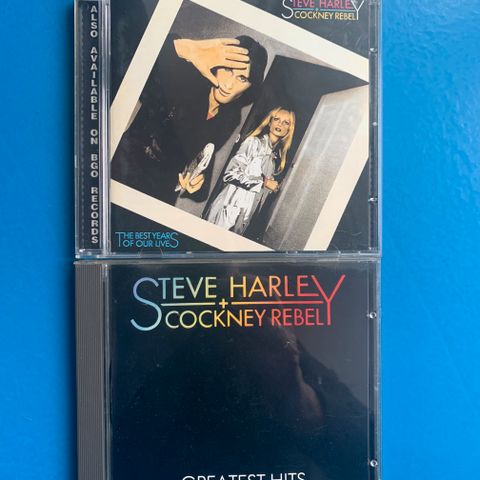 ALSO AVAILABLE ON BGO RECORDS
STEVE HARLEY
+
COCKNEY REBEL
THE BEST YEARS
OF OUR LIVES
STEVE HARLEY
+
COCKNEY REBEL
GREATEST HITS